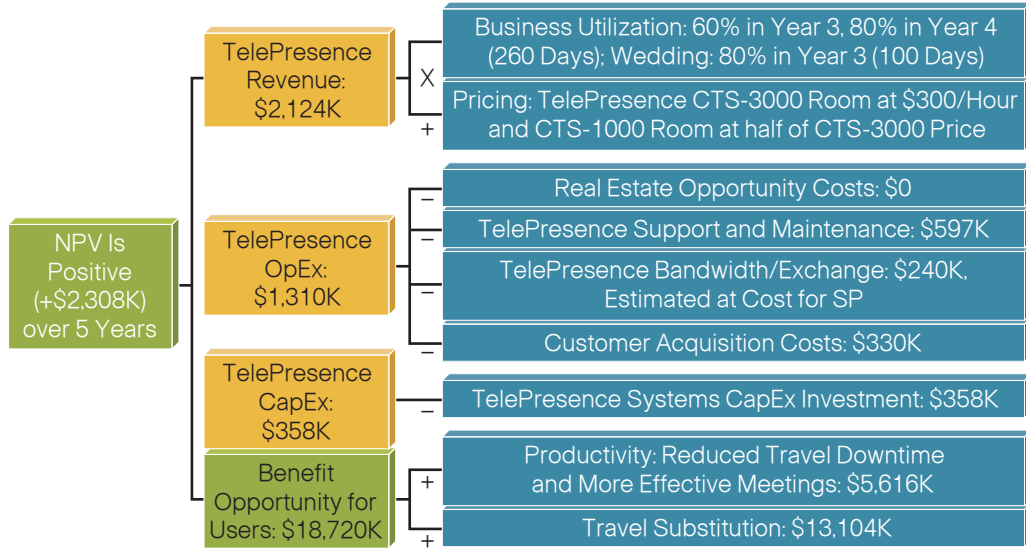 NPV Is
Positive
(+$2,308K)
over 5 Years
TelePresence
Revenue:
$2,124K
X
+
Business Utilization: 60% in Year 3, 80% in Year 4
(260 Days); Wedding: 80% in Year 3 (100 Days)
Pricing: TelePresence CTS-3000 Room at $300/Hour
and CTS-1000 Room at half of CTS-3000 Price
TelePresence
OpEx:
$1,310K
–
Real Estate Opportunity Costs: $0
–
TelePresence Support and Maintenance: $597K
–
TelePresence Bandwidth/Exchange: $240K,
Estimated at Cost for SP
–
Customer Acquisition Costs: $330K
TelePresence
CapEx:
$358K
–
TelePresence Systems CapEx Investment: $358K
Benefit
Opportunity for
Users: $18,720K
+
Productivity: Reduced Travel Downtime
and More Effective Meetings: $5,616K
+
Travel Substitution: $13,104K